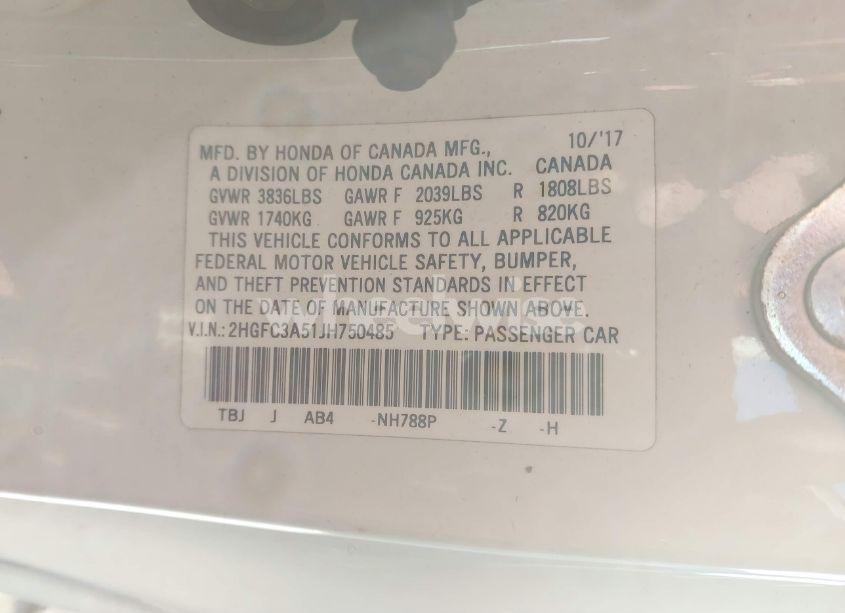 MFD. BY HONDA OF CANADA MFG., 10/'17
A DIVISION OF HONDA CANADA INC. CANADA
GVWR 3836LBS GAWR F 2039LBS R 1808LBS
GVWR 1740KG GAWR F 925KG R 820KG
THIS VEHICLE CONFORMS TO ALL APPLICABLE
FEDERAL MOTOR VEHICLE SAFETY, BUMPER,
AND THEFT PREVENTION STANDARDS IN EFFECT
ON THE DATE OF MANUFACTURE SHOWN ABOVE.
V.I.N.: 2HGFC3A51JH750485 TYPE: PASSENGER CAR
TBJ J AB4 -NH788P -Z -H